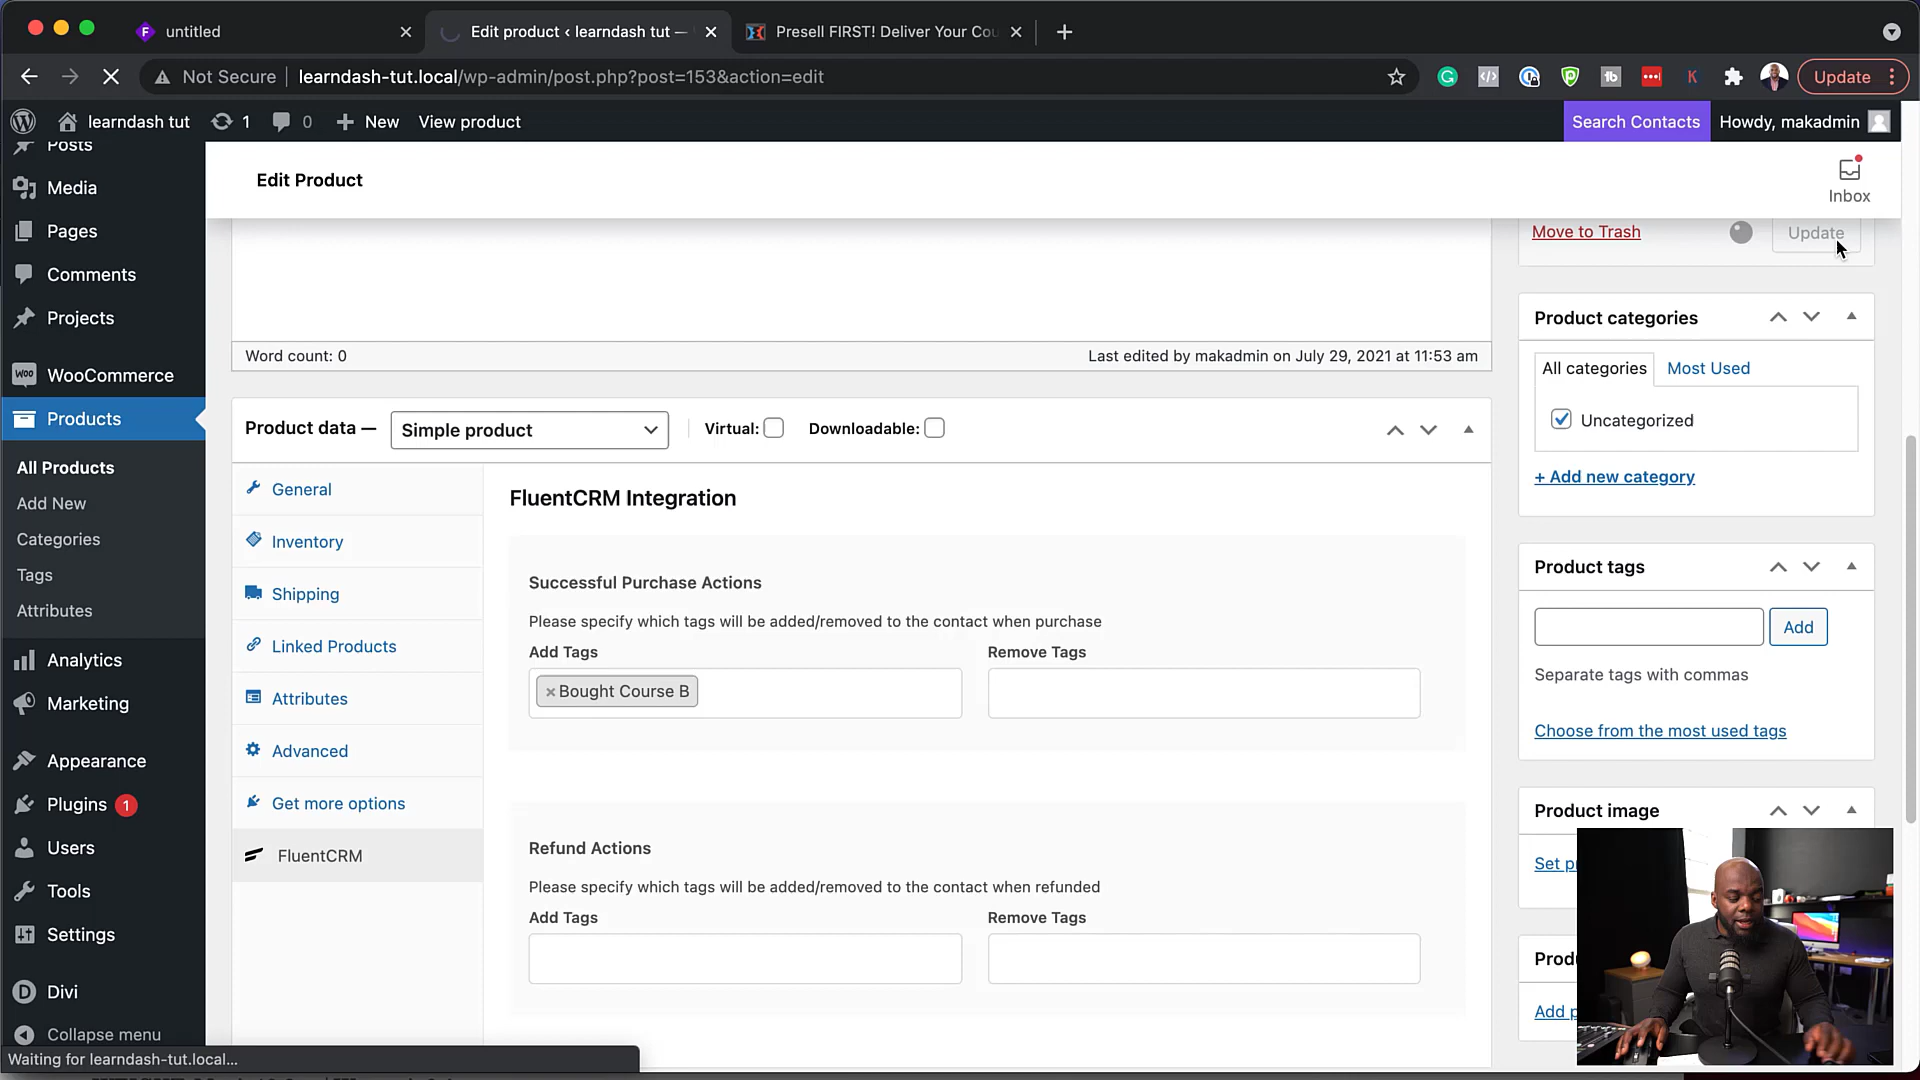 untitled
Edit product ‹ learndash tut —
Presell FIRST! Deliver Your Cou
Not Secure
learndash-tut.local/wp-admin/post.php?post=153&action=edit
Update
learndash tut
1
0
New
View product
Search Contacts
Howdy, makadmin
Posts
Media
Pages
Comments
Projects
WooCommerce
Products
All Products
Add New
Categories
Tags
Attributes
Analytics
Marketing
Appearance
Plugins 1
Users
Tools
Settings
Divi
Collapse menu
Waiting for learndash-tut.local...
Edit Product
Inbox
Word count: 0
Last edited by makadmin on July 29, 2021 at 11:53 am
Product data —
Simple product
Virtual:
Downloadable:
General
Inventory
Shipping
Linked Products
Attributes
Advanced
Get more options
FluentCRM
FluentCRM Integration
Successful Purchase Actions
Please specify which tags will be added/removed to the contact when purchase
Add Tags
Remove Tags
×Bought Course B
Refund Actions
Please specify which tags will be added/removed to the contact when refunded
Add Tags
Remove Tags
Move to Trash
Update
Product categories
All categories
Most Used
Uncategorized
+ Add new category
Product tags
Add
Separate tags with commas
Choose from the most used tags
Product image
Set p
Prod
Add p